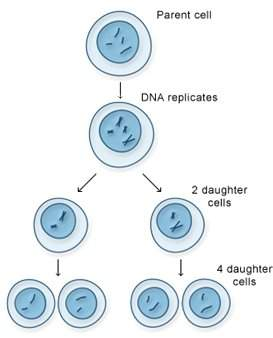 Parent cell
DNA replicates
2 daughter
cells
4 daughter
cells